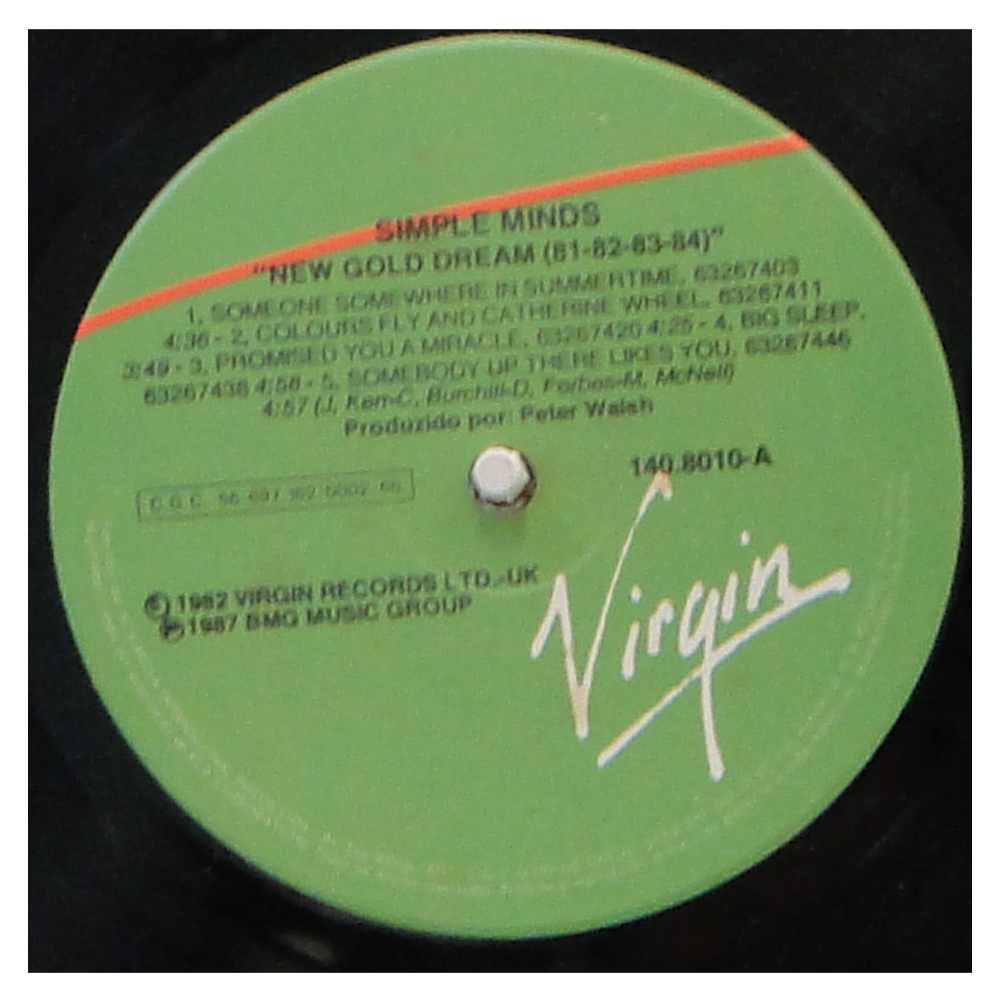 SIMPLE MINDS
"NEW GOLD DREAM (81-82-83-84)"
1. SOMEONE SOMEWHERE IN SUMMERTIME, 63267403
4:36 - 2. COLOURS FLY AND CATHERINE WHEEL, 63267411
3:49 - 3. PROMISED YOU A MIRACLE, 63267420 4:25 - 4. BIG SLEEP,
63267438 4:58 - 5. SOMEBODY UP THERE LIKES YOU, 63267446
4:57 (J. Kerr-C. Burchill-D. Forbes-M. McNeil)
Produzido por: Peter Walsh
140.8010-A
C G C
© 1982 VIRGIN RECORDS LTD.-UK
℗ 1987 BMG MUSIC GROUP
Virgin